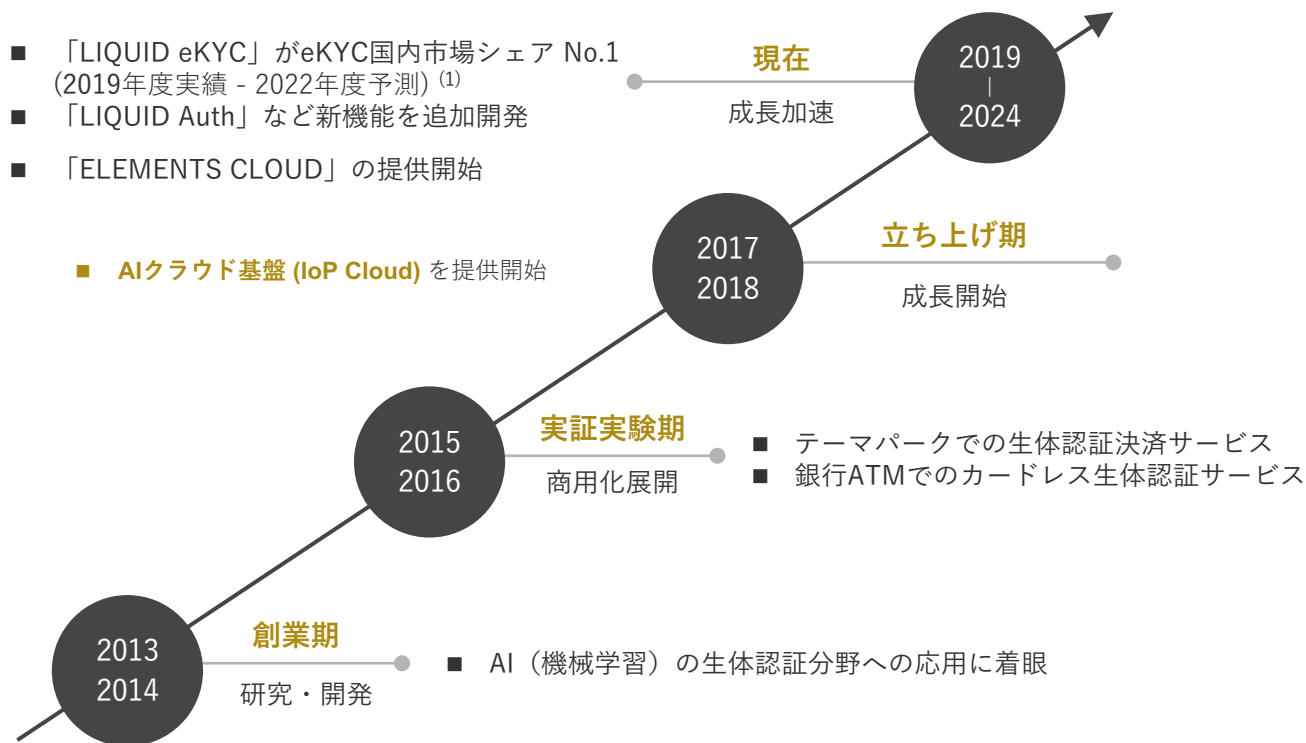 ■ 「LIQUID eKYC」がeKYC国内市場シェア No.1
(2019年度実績 - 2022年度予測) (1)
■ 「LIQUID Auth」など新機能を追加開発
■ 「ELEMENTS CLOUD」の提供開始
現在
成長加速
2019
|
2024
■ AIクラウド基盤 (IoP Cloud) を提供開始
2017
2018
立ち上げ期
成長開始
2015
2016
実証実験期
商用化展開
■ テーマパークでの生体認証決済サービス
■ 銀行ATMでのカードレス生体認証サービス
2013
2014
創業期
研究・開発
■ AI（機械学習）の生体認証分野への応用に着眼